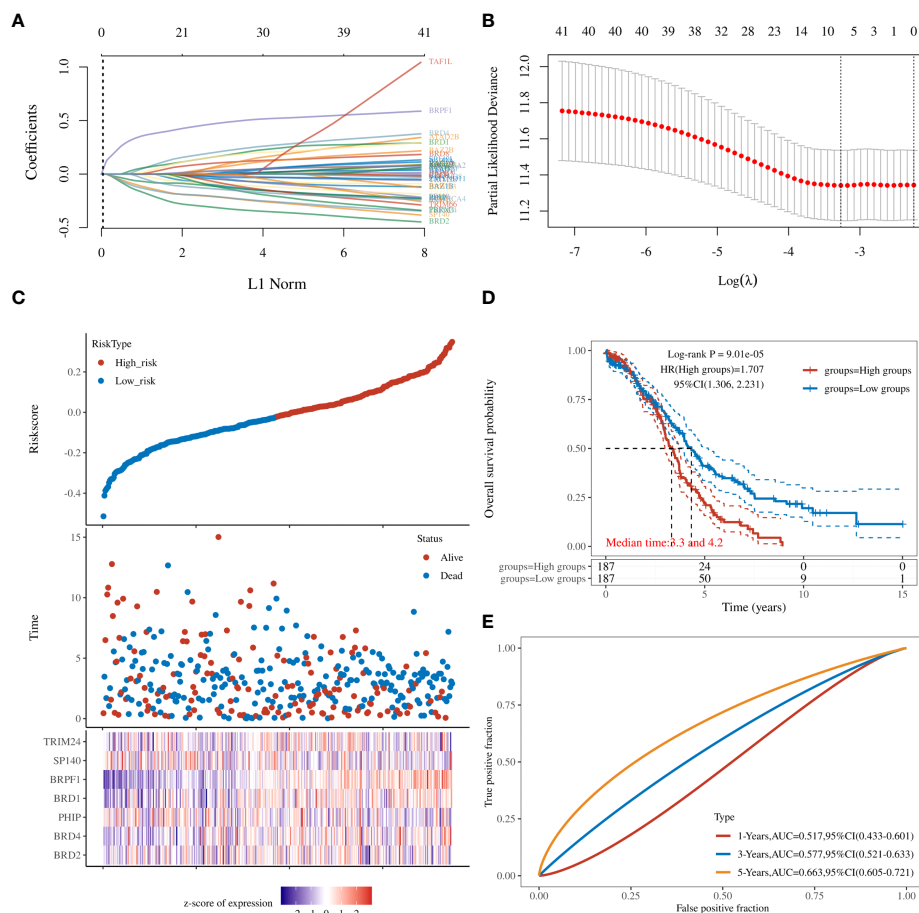 A
0 21 30 39 41
1.0
0.5
0.0
-0.5
Coefficients
TAF1L
BRPF1
BRD1
TRIM66
BRD2
0 2 4 6 8
L1 Norm
B
41 40 40 39 38 32 28 23 14 10 5 3 1 0
12.0
11.8
11.6
11.4
11.2
Partial Likelihood Deviance
-7 -6 -5 -4 -3
Log(λ)
C
RiskType
High_risk
Low_risk
0.2
0.0
-0.2
-0.4
Riskscore
15
10
5
0
Time
Status
Alive
Dead
TRIM24
SP140
BRPF1
BRD1
PHIP
BRD4
BRD2
z-score of expression
D
1.00
0.75
0.50
0.25
0.00
Overall survival probability
Log-rank P = 9.01e-05
HR(High groups)=1.707
95%CI(1.306, 2.231)
groups=High groups
groups=Low groups
Median time:3.3 and 4.2
groups=High groups 187 24 0 0
groups=Low groups 187 50 9 1
0 5 10 15
Time (years)
E
1.00
0.75
0.50
0.25
0.00
True positive fraction
Type
1-Years,AUC=0.517,95%CI(0.433-0.601)
3-Years,AUC=0.577,95%CI(0.521-0.633)
5-Years,AUC=0.663,95%CI(0.605-0.721)
0.00 0.25 0.50 0.75 1.00
False positive fraction